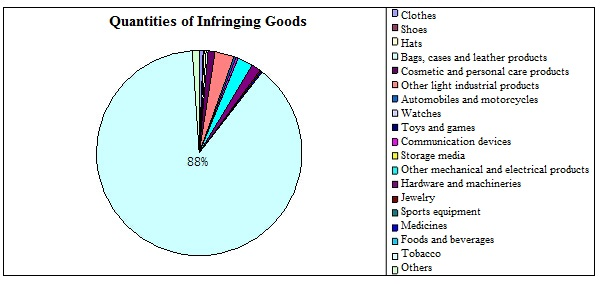 Quantities of Infringing Goods
88%
Clothes
Shoes
Hats
Bags, cases and leather products
Cosmetic and personal care products
Other light industrial products
Automobiles and motorcycles
Watches
Toys and games
Communication devices
Storage media
Other mechanical and electrical products
Hardware and machineries
Jewelry
Sports equipment
Medicines
Foods and beverages
Tobacco
Others